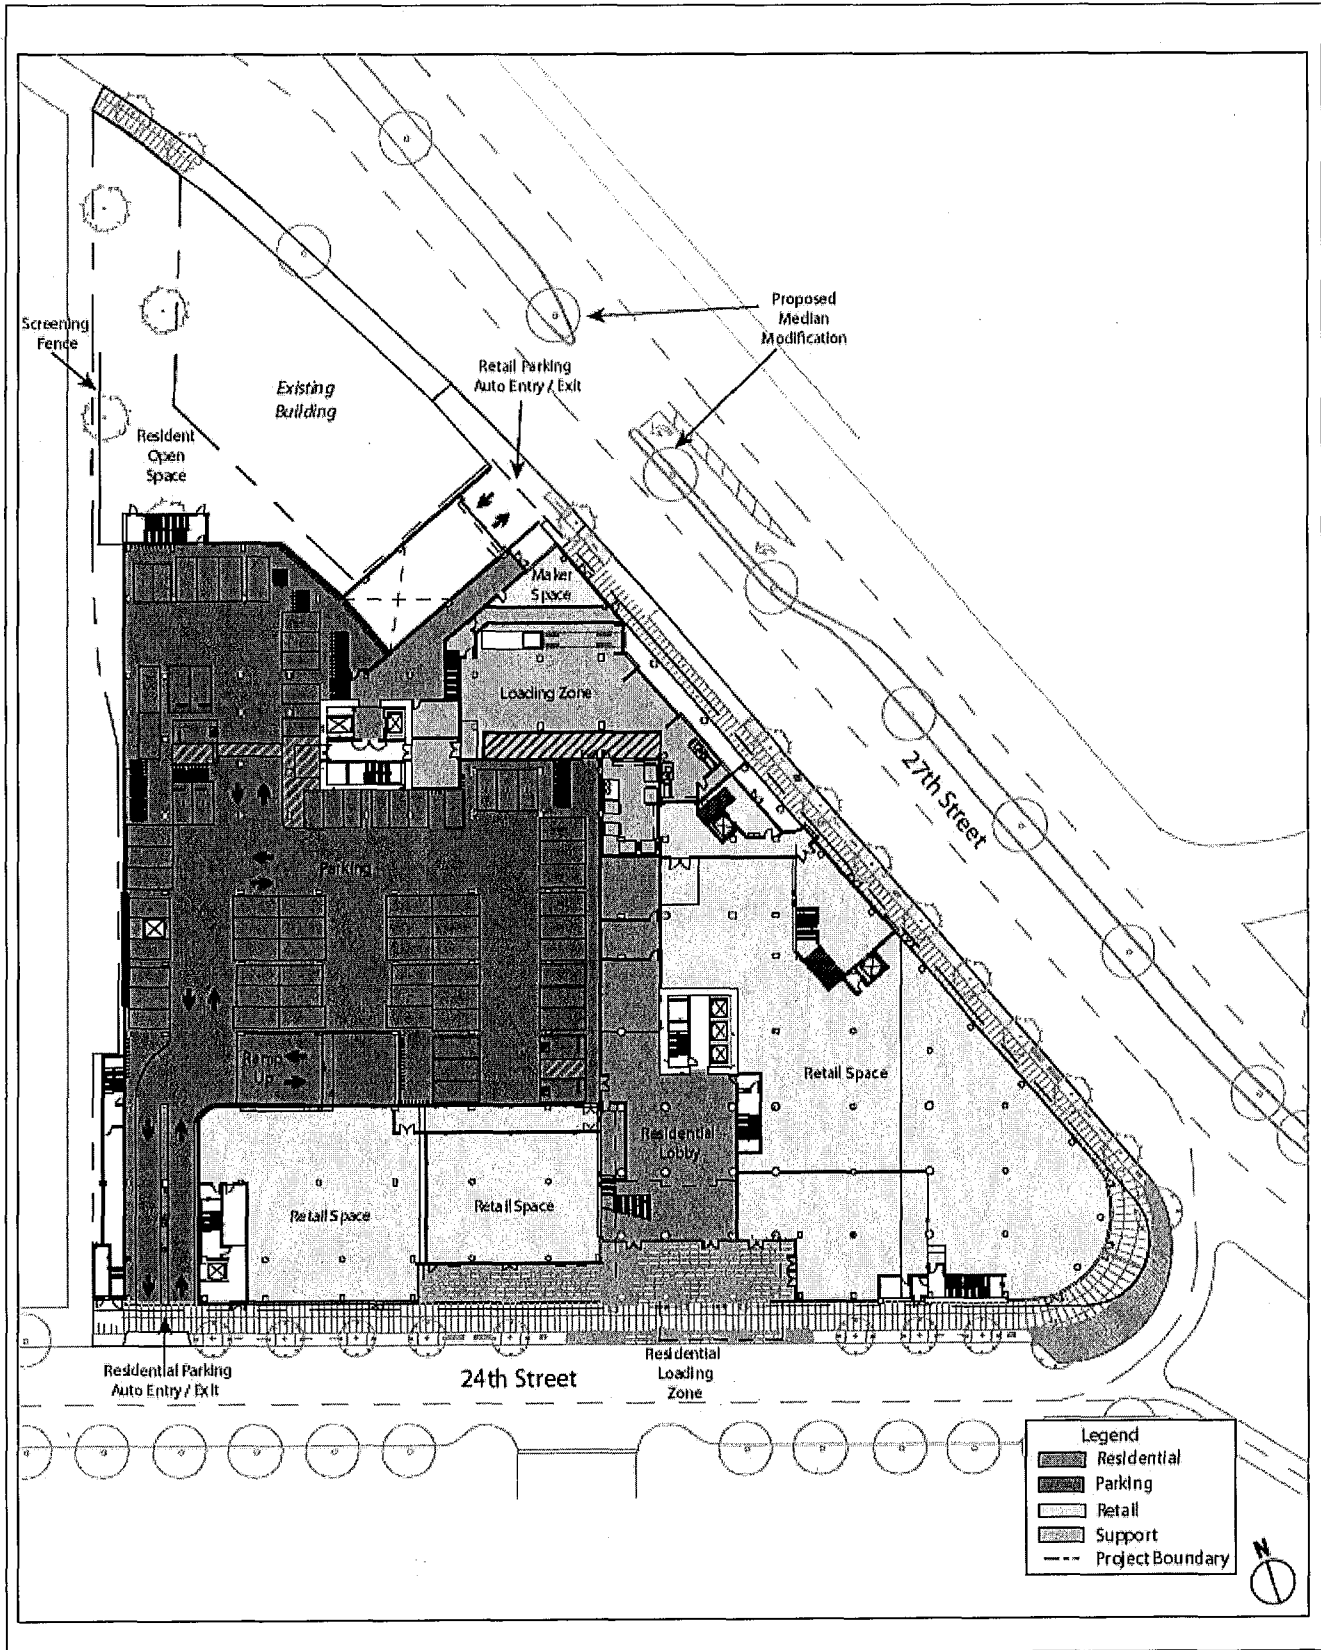 Proposed
Median
Modification
Screening
Fence
Retail Parking
Auto Entry / Exit
Existing
Building
Resident
Open
Space
Maker
Space
Loading Zone
27th Street
Parking
Ramp
Up
Retail Space
Residential
Lobby
Retail Space
Retail Space
Residential Parking
Auto Entry / Exit
24th Street
Residential
Loading
Zone
Legend
Residential
Parking
Retail
Support
Project Boundary
N